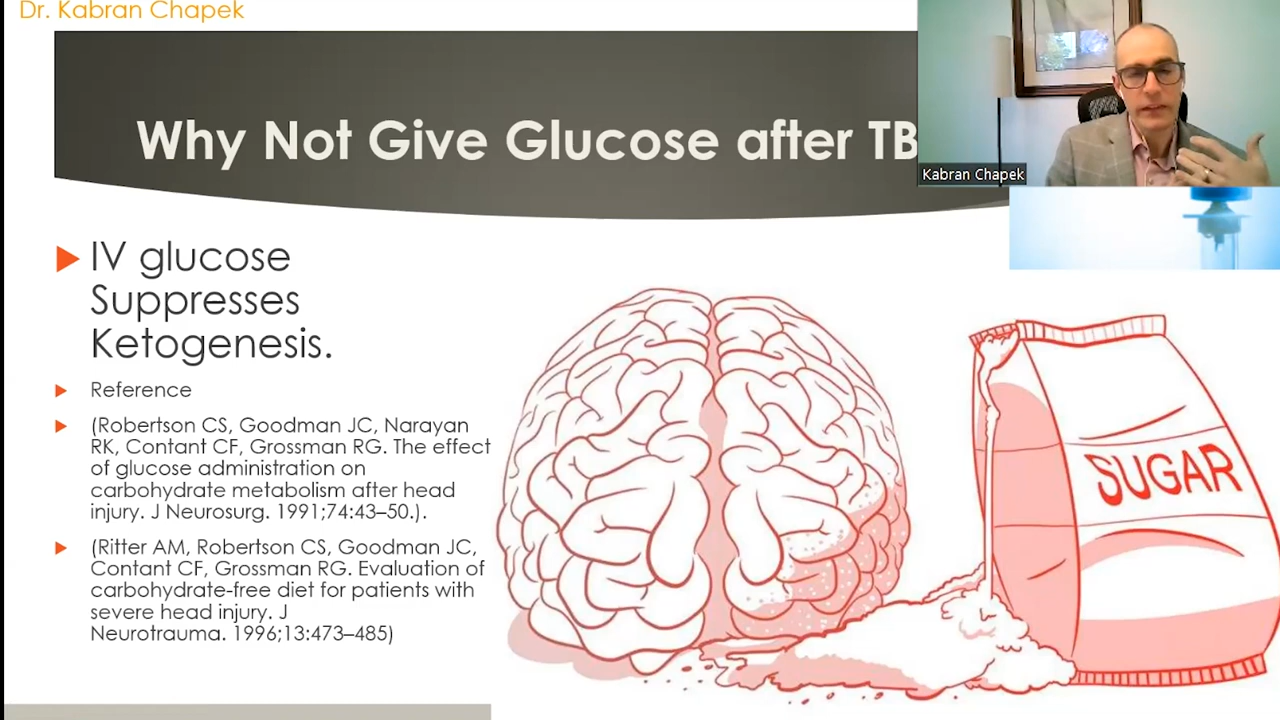 Dr. Kabran Chapek
Why Not Give Glucose after TB
Kabran Chapek
IV glucose
Suppresses
Ketogenesis.
Reference
(Robertson CS, Goodman JC, Narayan
RK, Contant CF, Grossman RG. The effect
of glucose administration on
carbohydrate metabolism after head
injury. J Neurosurg. 1991;74:43–50.).
(Ritter AM, Robertson CS, Goodman JC,
Contant CF, Grossman RG. Evaluation of
carbohydrate-free diet for patients with
severe head injury. J
Neurotrauma. 1996;13:473–485)
SUGAR